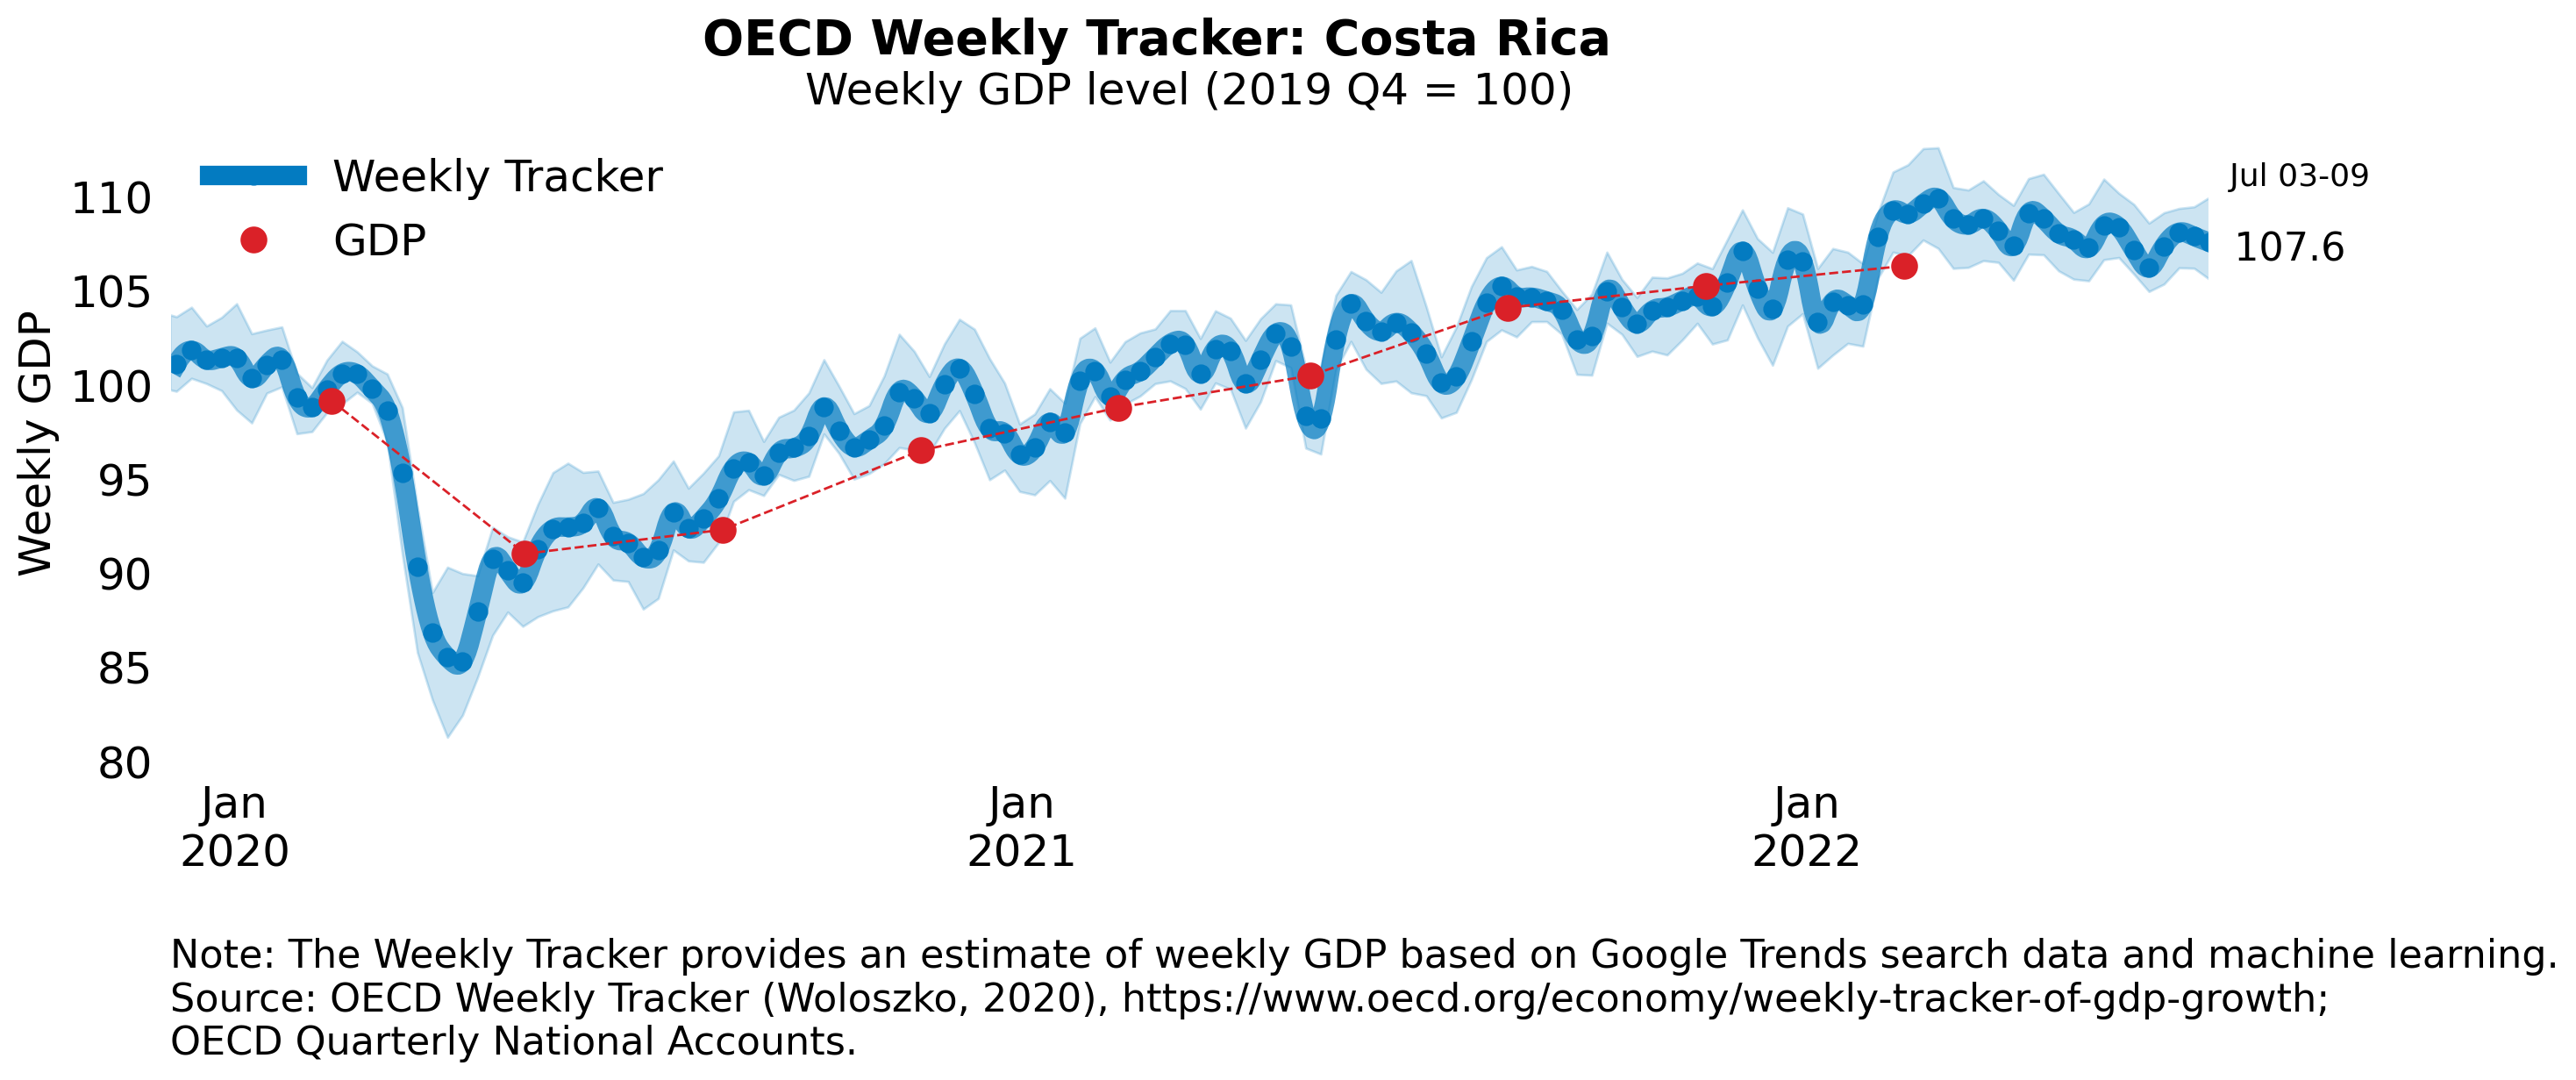 OECD Weekly Tracker: Costa Rica
Weekly GDP level (2019 Q4 = 100)
Weekly Tracker
GDP
Jul 03-09
107.6
Weekly GDP
110
105
100
95
90
85
80
Jan
2020
Jan
2021
Jan
2022
Note: The Weekly Tracker provides an estimate of weekly GDP based on Google Trends search data and machine learning.
Source: OECD Weekly Tracker (Woloszko, 2020), https://www.oecd.org/economy/weekly-tracker-of-gdp-growth;
OECD Quarterly National Accounts.